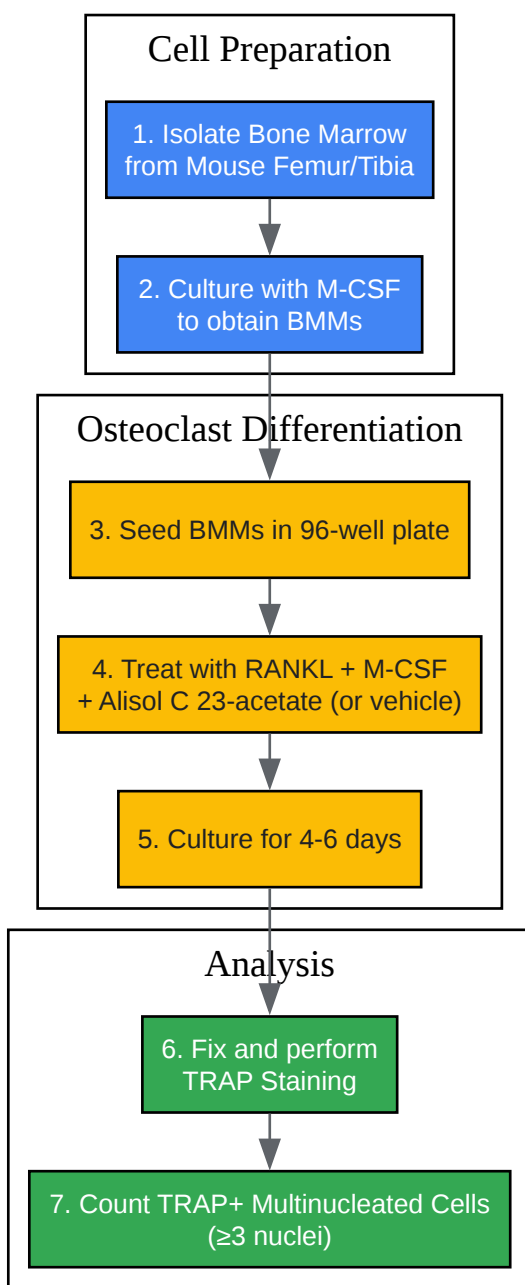 Cell Preparation
1. Isolate Bone Marrow
from Mouse Femur/Tibia
2. Culture with M-CSF
to obtain BMMs
Osteoclast Differentiation
3. Seed BMMs in 96-well plate
4. Treat with RANKL + M-CSF
+ Alisol C 23-acetate (or vehicle)
5. Culture for 4-6 days
Analysis
6. Fix and perform
TRAP Staining
7. Count TRAP+ Multinucleated Cells
(≥3 nuclei)